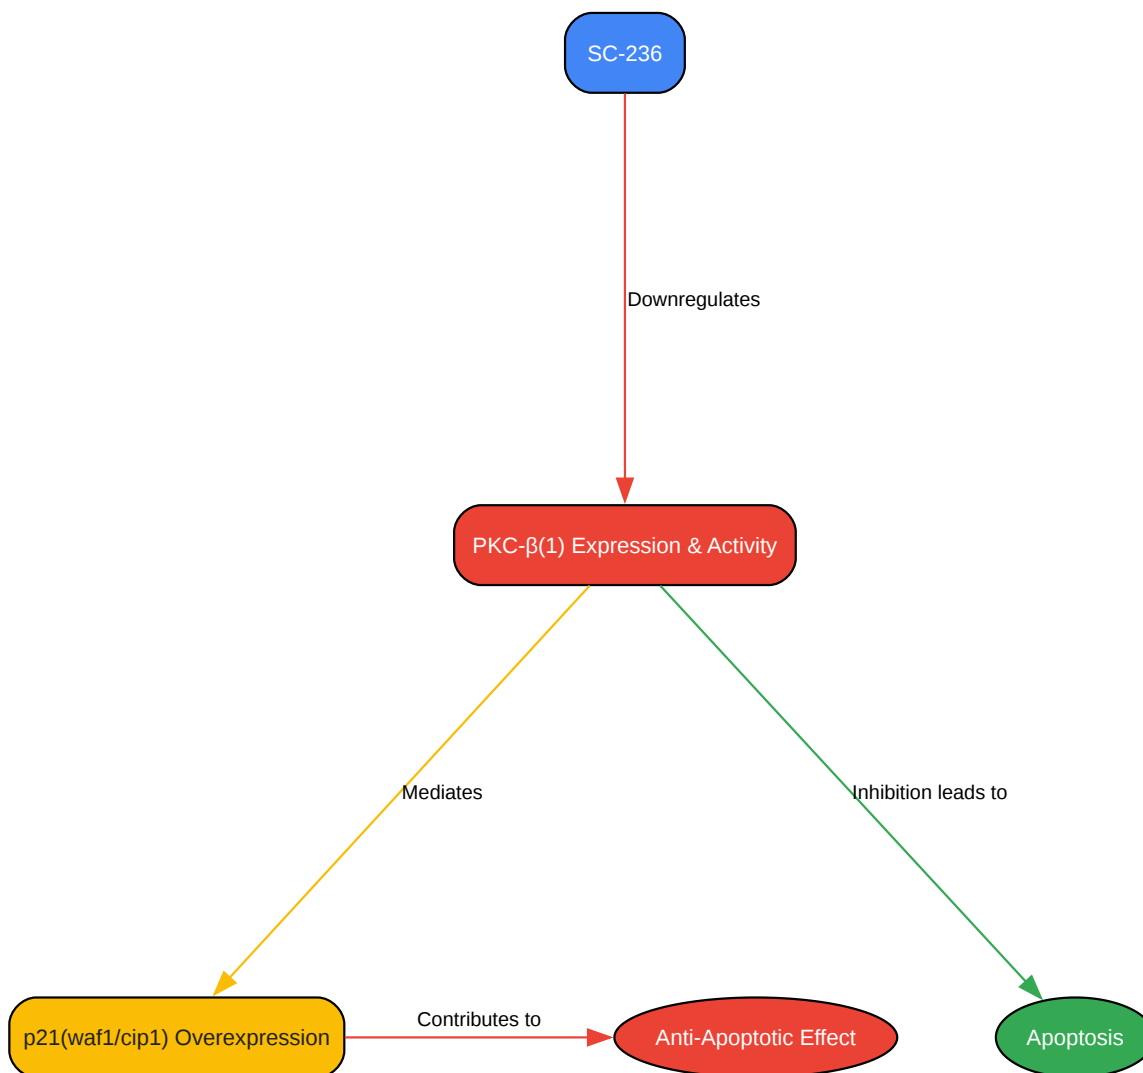 SC-236
Downregulates
PKC-β(1) Expression & Activity
Mediates
Inhibition leads to
p21(waf1/cip1) Overexpression
Contributes to
Anti-Apoptotic Effect
Apoptosis